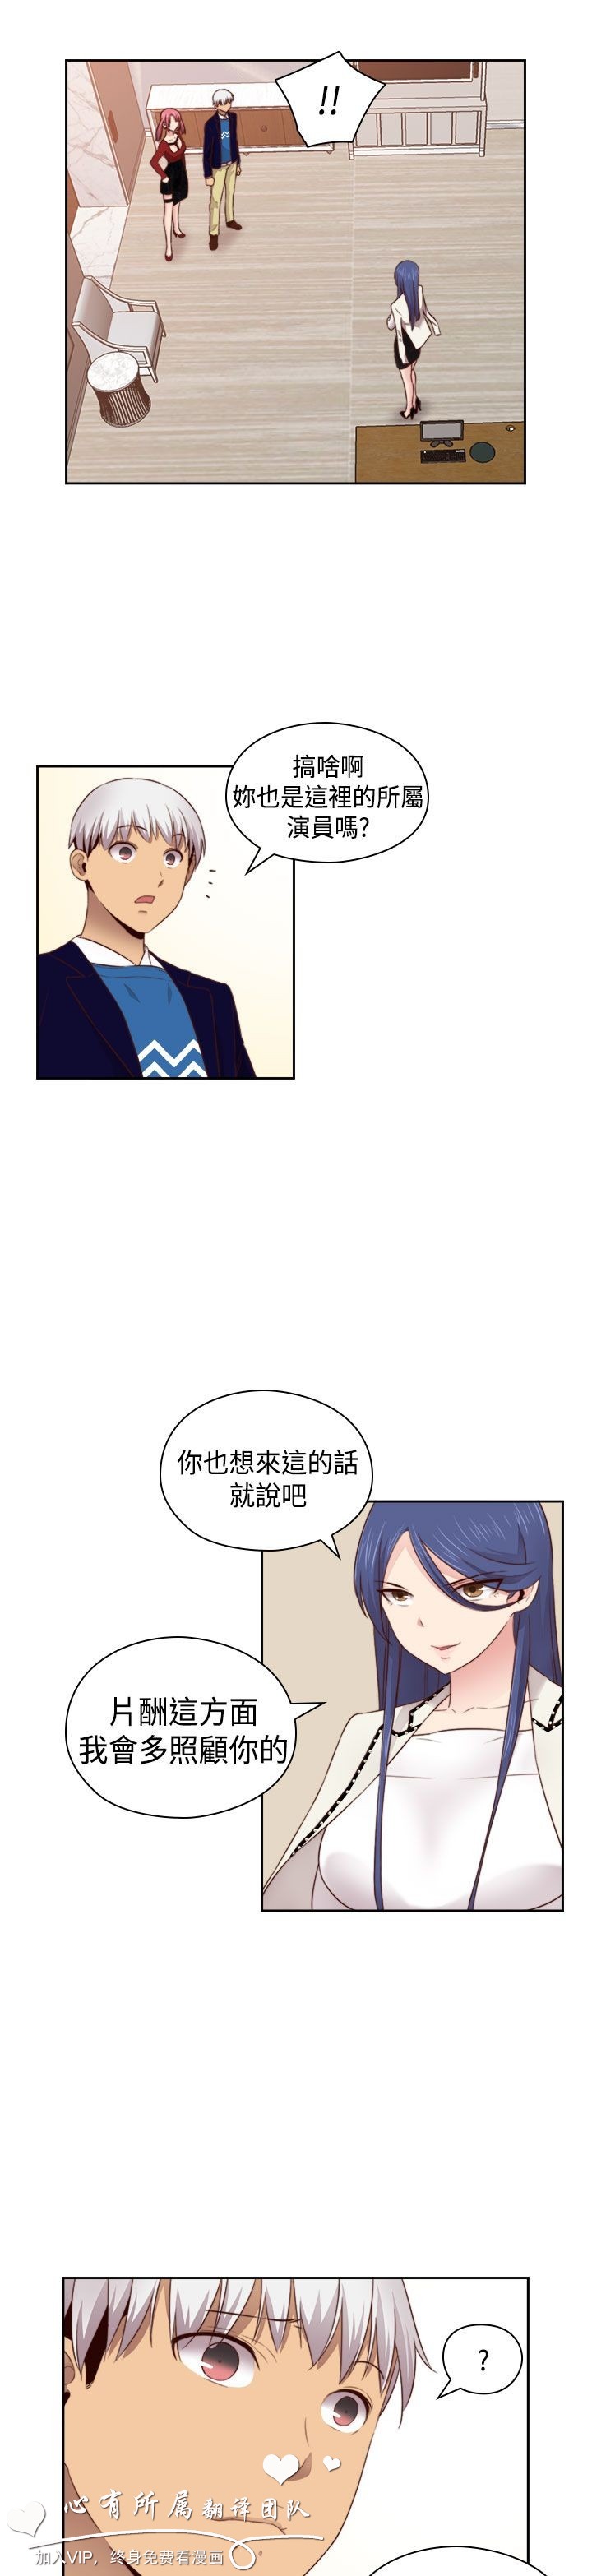 !!
搞啥啊
妳也是這裡的所屬
演員嗎?
你也想來這的話
就說吧
片酬這方面
我會多照顧你的
?
心有所属翻译团队
加入VIP，终身免费看漫画